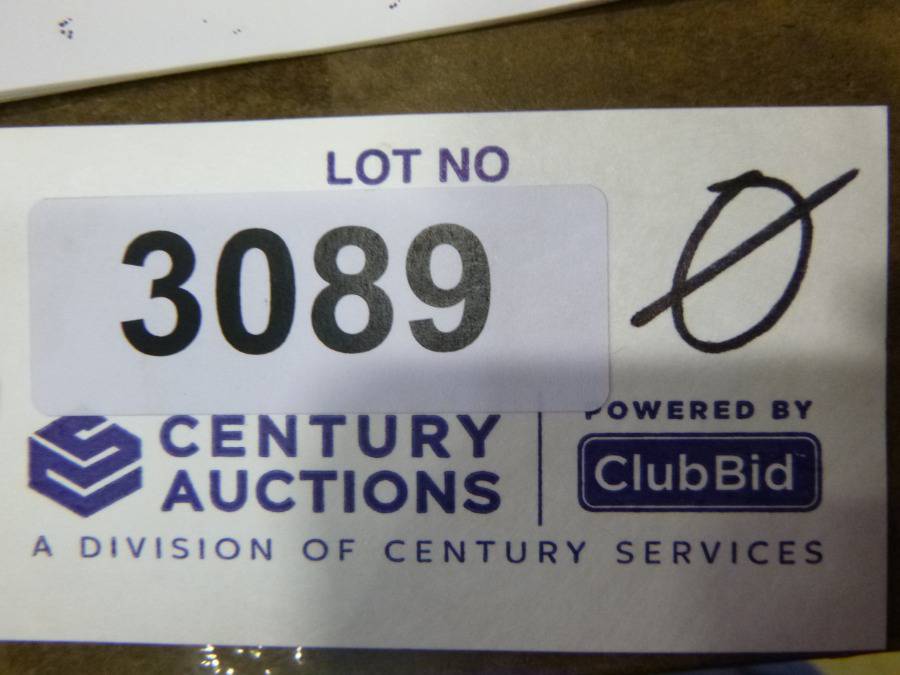 LOT NO
3089 Ø
CENTURY
AUCTIONS
POWERED BY
ClubBid
A DIVISION OF CENTURY SERVICES